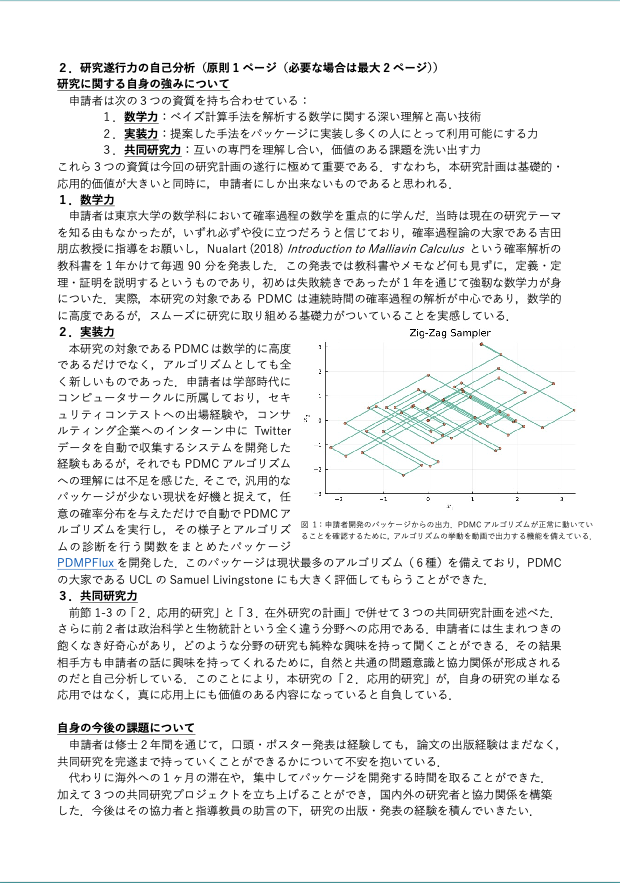 ２．研究遂行力の自己分析（原則１ページ（必要な場合は最大２ページ））
研究に関する自身の強みについて
申請者は次の３つの資質を持ち合わせている：
１．数学力：ベイズ計算手法を解析する数学に関する深い理解と高い技術
２．実装力：提案した手法をパッケージに実装し多くの人にとって利用可能にする力
３．共同研究力：互いの専門を理解し合い，価値のある課題を洗い出す力
これら３つの資質は今回の研究計画の遂行に極めて重要である．すなわち，本研究計画は基礎的・
応用的価値が大きいと同時に，申請者にしか出来ないものであると思われる．
１．数学力
申請者は東京大学の数学科において確率過程の数学を重点的に学んだ．当時は現在の研究テーマ
を知る由もなかったが，いずれ必ずや役に立つだろうと信じており，確率過程論の大家である吉田
朋広教授に指導をお願いし，Nualart (2018) Introduction to Malliavin Calculus という確率解析の
教科書を１年かけて毎週 90 分を発表した．この発表では教科書やメモなど何も見ずに，定義・定
理・証明を説明するというものであり，初めは失敗続きであったが１年を通じて強靭な数学力が身
についた．実際，本研究の対象である PDMC は連続時間の確率過程の解析が中心であり，数学的
に高度であるが，スムーズに研究に取り組める基礎力がついていることを実感している．
２．実装力
本研究の対象である PDMC は数学的に高度
であるだけでなく，アルゴリズムとしても全
く新しいものであった．申請者は学部時代に
コンピュータサークルに所属しており，セキ
ュリティコンテストへの出場経験や，コンサ
ルティング企業へのインターン中に Twitter
データを自動で収集するシステムを開発した
経験もあるが，それでも PDMC アルゴリズム
への理解には不足を感じた．そこで，汎用的な
パッケージが少ない現状を好機と捉えて，任
意の確率分布を与えただけで自動で PDMC ア
ルゴリズムを実行し，その様子とアルゴリズ
ムの診断を行う関数をまとめたパッケージ
Zig-Zag Sampler
3
2
1
0
−1
−2
−3
−2
−1
0
1
2
3
図 1：申請者開発のパッケージからの出力．PDMC アルゴリズムが正常に動いてい
ることを確認するために，アルゴリズムの挙動を動画で出力する機能を備えている．
PDMPFlux を開発した．このパッケージは現状最多のアルゴリズム（６種）を備えており，PDMC
の大家である UCL の Samuel Livingstone にも大きく評価してもらうことができた．
３．共同研究力
前節 1-3 の「２．応用的研究」と「３．在外研究の計画」で併せて３つの共同研究計画を述べた．
さらに前２者は政治科学と生物統計という全く違う分野への応用である．申請者には生まれつきの
飽くなき好奇心があり，どのような分野の研究も純粋な興味を持って聞くことができる．その結果
相手方も申請者の話に興味を持ってくれるために，自然と共通の問題意識と協力関係が形成される
のだと自己分析している．このことにより，本研究の「２．応用的研究」が，自身の研究の単なる
応用ではなく，真に応用上にも価値のある内容になっていると自負している．
自身の今後の課題について
申請者は修士２年間を通じて，口頭・ポスター発表は経験しても，論文の出版経験はまだなく，
共同研究を完遂まで持っていくことができるかについて不安を抱いている．
代わりに海外への１ヶ月の滞在や，集中してパッケージを開発する時間を取ることができた．
加えて３つの共同研究プロジェクトを立ち上げることができ，国内外の研究者と協力関係を構築
した．今後はその協力者と指導教員の助言の下，研究の出版・発表の経験を積んでいきたい．